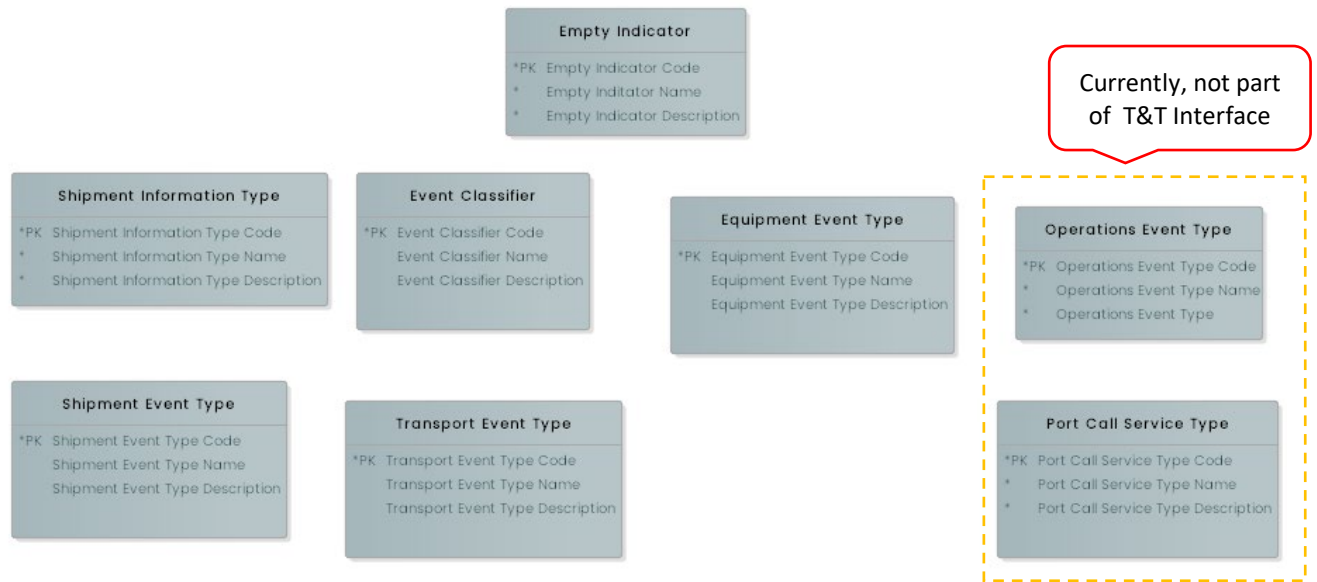 Empty Indicator
*PK Empty Indicator Code
* Empty Inditator Name
* Empty Indicator Description
Currently, not part
of T&T Interface
Shipment Information Type
*PK Shipment Information Type Code
* Shipment Information Type Name
* Shipment Information Type Description
Event Classifier
*PK Event Classifier Code
Event Classifier Name
Event Classifier Description
Equipment Event Type
*PK Equipment Event Type Code
Equipment Event Type Name
Equipment Event Type Description
Operations Event Type
*PK Operations Event Type Code
* Operations Event Type Name
* Operations Event Type
Shipment Event Type
*PK Shipment Event Type Code
Shipment Event Type Name
Shipment Event Type Description
Transport Event Type
*PK Transport Event Type Code
Transport Event Type Name
Transport Event Type Description
Port Call Service Type
*PK Port Call Service Type Code
* Port Call Service Type Name
* Port Call Service Type Description